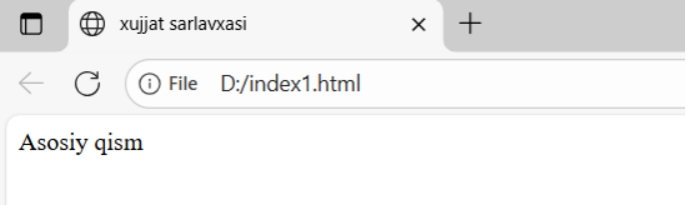 xujjat sarlavxasi
File D:/index1.html
Asosiy qism